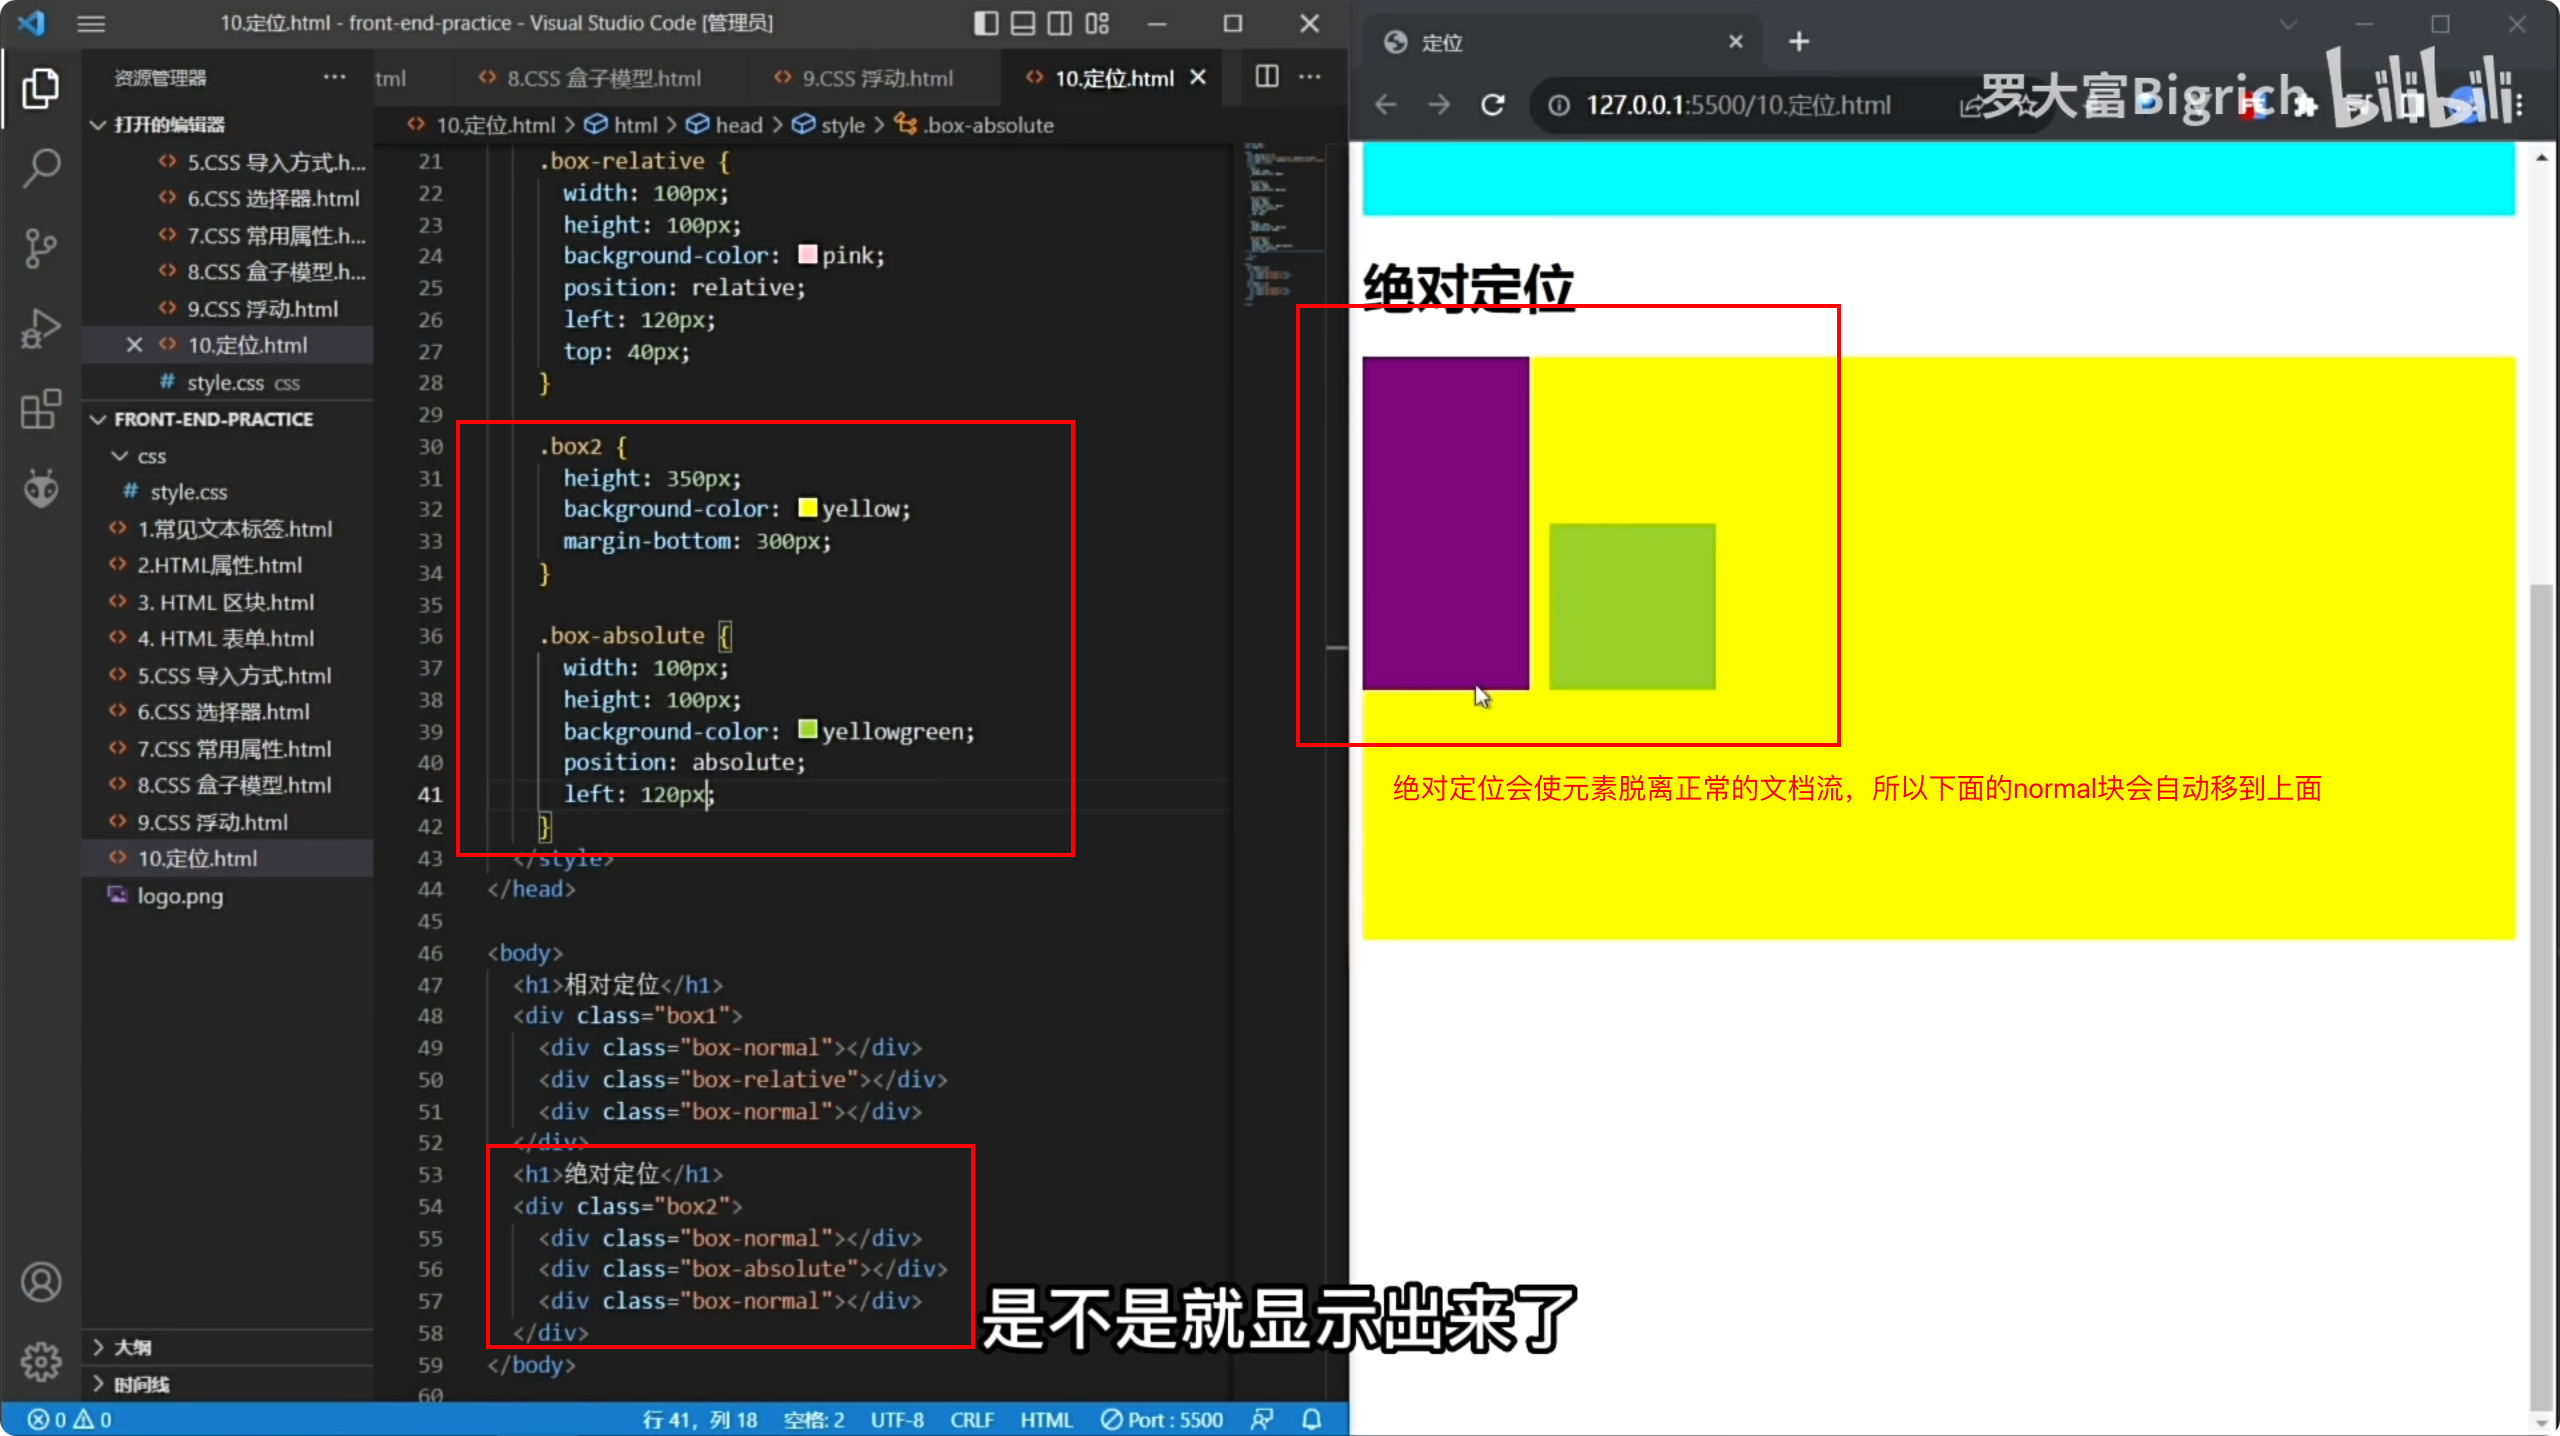 10.定位.html - front-end-practice - Visual Studio Code [管理员]
资源管理器
打开的编辑器
5.CSS 导入方式.h...
6.CSS 选择器.html
7.CSS 常用属性.h...
8.CSS 盒子模型.h...
9.CSS 浮动.html
10.定位.html
style.css css
FRONT-END-PRACTICE
css
style.css
1.常见文本标签.html
2.HTML属性.html
3. HTML 区块.html
4. HTML 表单.html
5.CSS 导入方式.html
6.CSS 选择器.html
7.CSS 常用属性.html
8.CSS 盒子模型.html
9.CSS 浮动.html
10.定位.html
logo.png
大纲
时间线
tml
8.CSS 盒子模型.html
9.CSS 浮动.html
10.定位.html
10.定位.html > html > head > style > .box-absolute
21 .box-relative {
22 width: 100px;
23 height: 100px;
24 background-color: pink;
25 position: relative;
26 left: 120px;
27 top: 40px;
28 }
29
30 .box2 {
31 height: 350px;
32 background-color: yellow;
33 margin-bottom: 300px;
34 }
35
36 .box-absolute {
37 width: 100px;
38 height: 100px;
39 background-color: yellowgreen;
40 position: absolute;
41 left: 120px;
42 }
43 </style>
44 </head>
45
46 <body>
47 <h1>相对定位</h1>
48 <div class="box1">
49 <div class="box-normal"></div>
50 <div class="box-relative"></div>
51 <div class="box-normal"></div>
52 </div>
53 <h1>绝对定位</h1>
54 <div class="box2">
55 <div class="box-normal"></div>
56 <div class="box-absolute"></div>
57 <div class="box-normal"></div>
58 </div>
59 </body>
60
0 0
行 41，列 18
空格: 2
UTF-8
CRLF
HTML
Port : 5500
定位
127.0.0.1:5500/10.定位.html
罗大富Bigrich
bilibili
绝对定位
绝对定位会使元素脱离正常的文档流，所以下面的normal块会自动移到上面
是不是就显示出来了